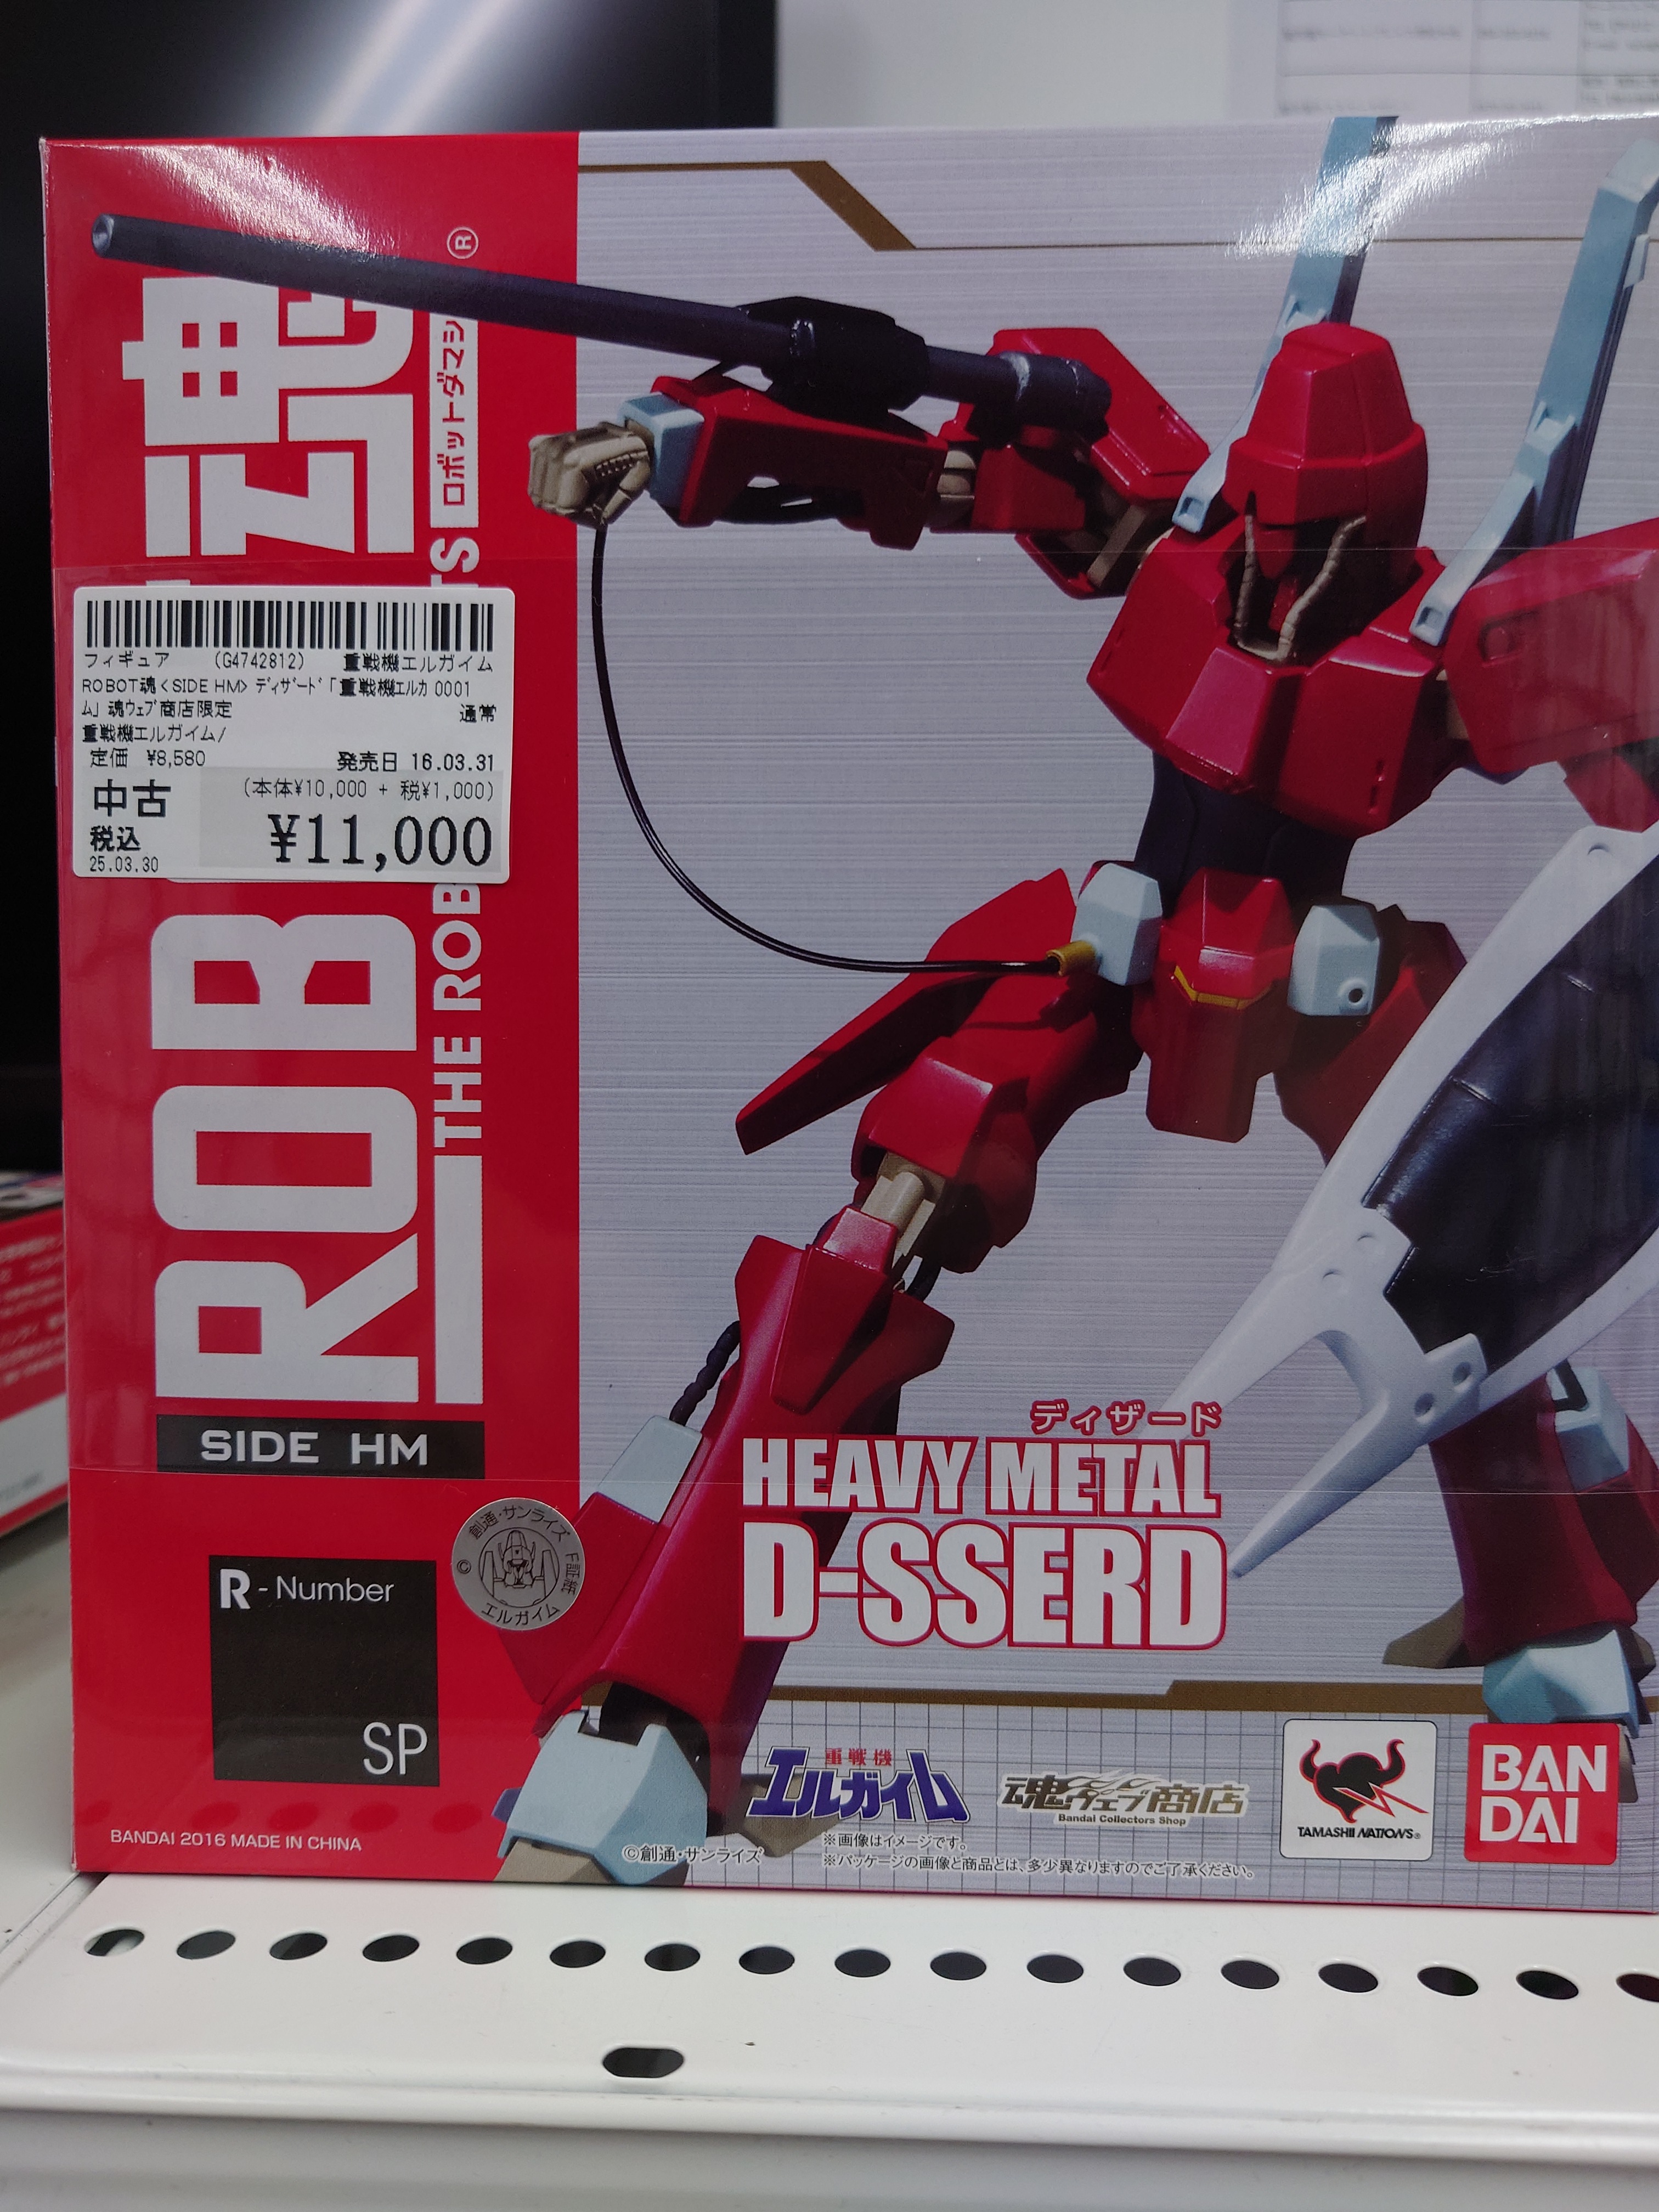 魂
ROB
®
ロボットダマシ
THE ROB
TS
フィギュア (G4742812) 重戦機エルガイム
ROBOT魂<SIDE HM> ディザード「重戦機エルガ 0001
ム」魂ウェブ商店限定 通常
重戦機エルガイム/
定価 ¥8,580 発売日 16.03.31
中古 (本体¥10,000 + 税¥1,000)
税込 ¥11,000
25.03.30
SIDE HM
創通・サンライズ
F証紙
©
エルガイム
R - Number
SP
BANDAI 2016 MADE IN CHINA
ディザード
HEAVY METAL
D-SSERD
重戦機
エルガイム
魂ウェブ商店
Bandai Collectors Shop
TAMASHII NATIONS®
BAN
DAI
©創通・サンライズ
※画像はイメージです。
※パッケージの画像と商品とは、多少異なりますのでご了承ください。